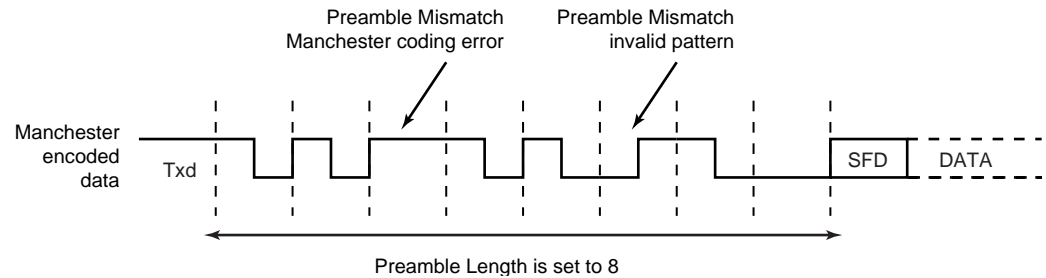 Preamble Mismatch
Manchester coding error
Preamble Mismatch
invalid pattern
Manchester
encoded
data
Txd
SFD
DATA
Preamble Length is set to 8